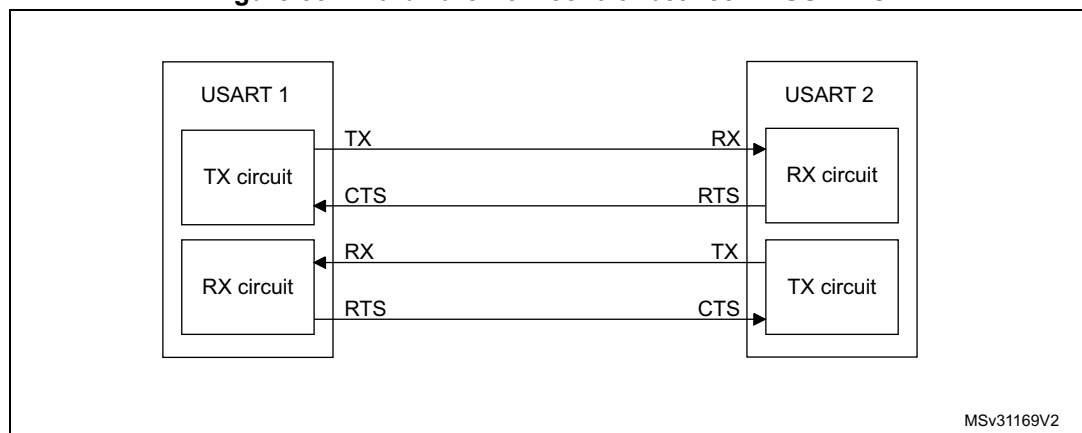 USART 1
USART 2
TX circuit
TX
RX
RX circuit
CTS
RTS
RX circuit
RX
TX
TX circuit
RTS
CTS
MSv31169V2